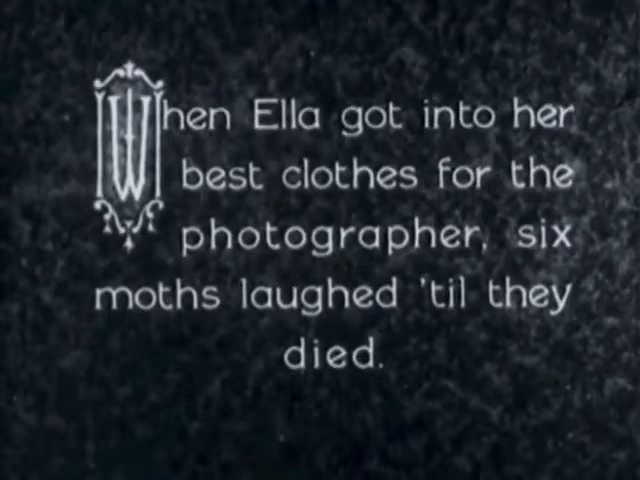 When Ella got into her
best clothes for the
photographer, six
moths laughed 'til they
died.